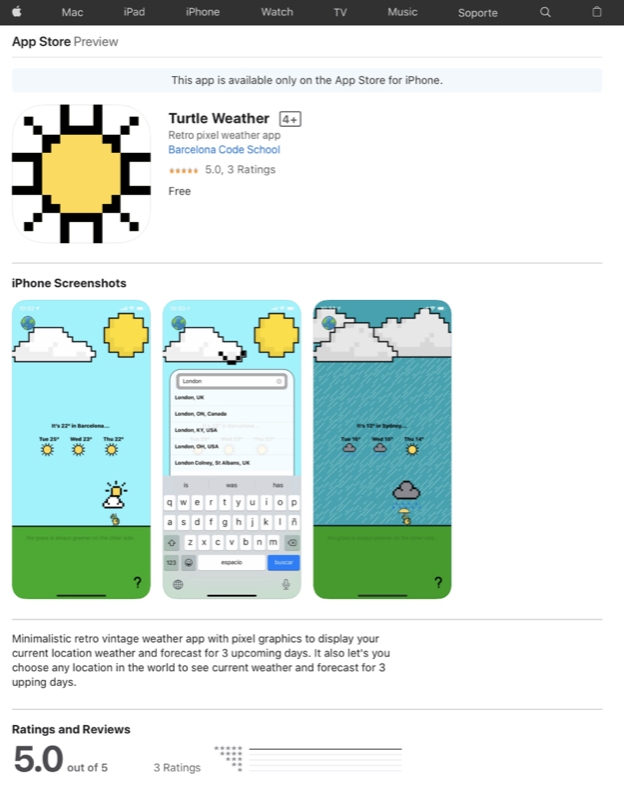 Mac iPad iPhone Watch TV Music Soporte
App Store Preview
This app is available only on the App Store for iPhone.
Turtle Weather 4+
Retro pixel weather app
Barcelona Code School
★★★★★ 5.0, 3 Ratings
Free
iPhone Screenshots
It's 22° in Barcelona...
Tue 25° Wed 23° Thu 22°
?
London
London, UK
London, ON, Canada
London, KY, USA
London, OH, USA
London Colney, St Albans, UK
is was has
q w e r t y u i o p
a s d f g h j k l ñ
z x c v b n m
123 espacio buscar
It's 13° in Sydney...
Tue 16° Wed 15° Thu 14°
?
Minimalistic retro vintage weather app with pixel graphics to display your
current location weather and forecast for 3 upcoming days. It also let's you
choose any location in the world to see current weather and forecast for 3
upping days.
Ratings and Reviews
5.0 out of 5 3 Ratings